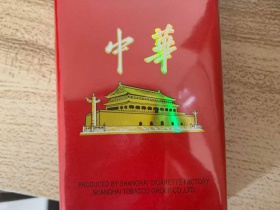 中華
PRODUCED BY SHANGHAI CIGARETTE FACTORY
SHANGHAI TOBACCO GROUP CO.,LTD.